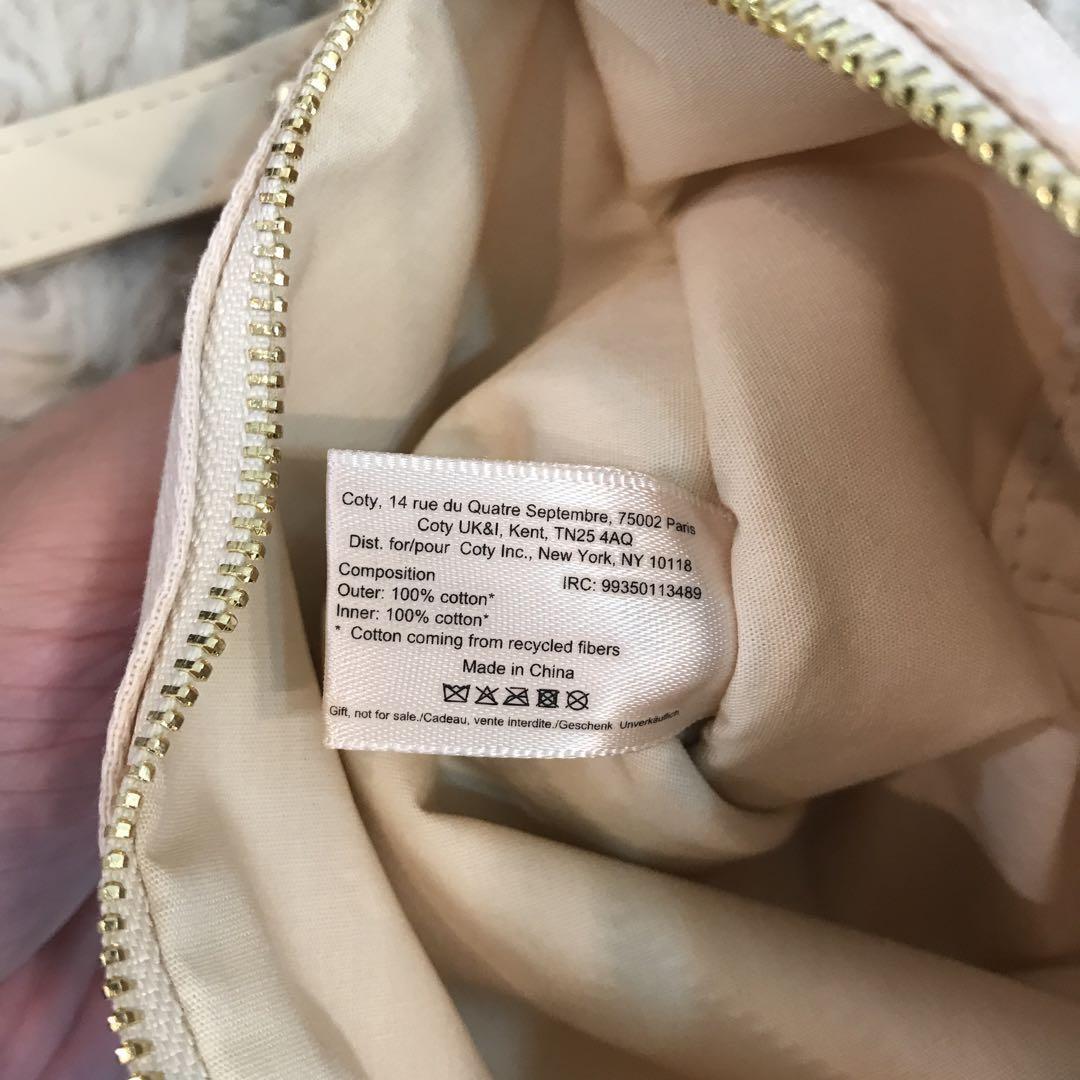 Coty, 14 rue du Quatre Septembre, 75002 Paris
Coty UK&I, Kent, TN25 4AQ
Dist. for/pour Coty Inc., New York, NY 10118
Composition IRC: 99350113489
Outer: 100% cotton*
Inner: 100% cotton*
* Cotton coming from recycled fibers
Made in China
Gift, not for sale./Cadeau, vente interdite./Geschenk Unverkäuflich